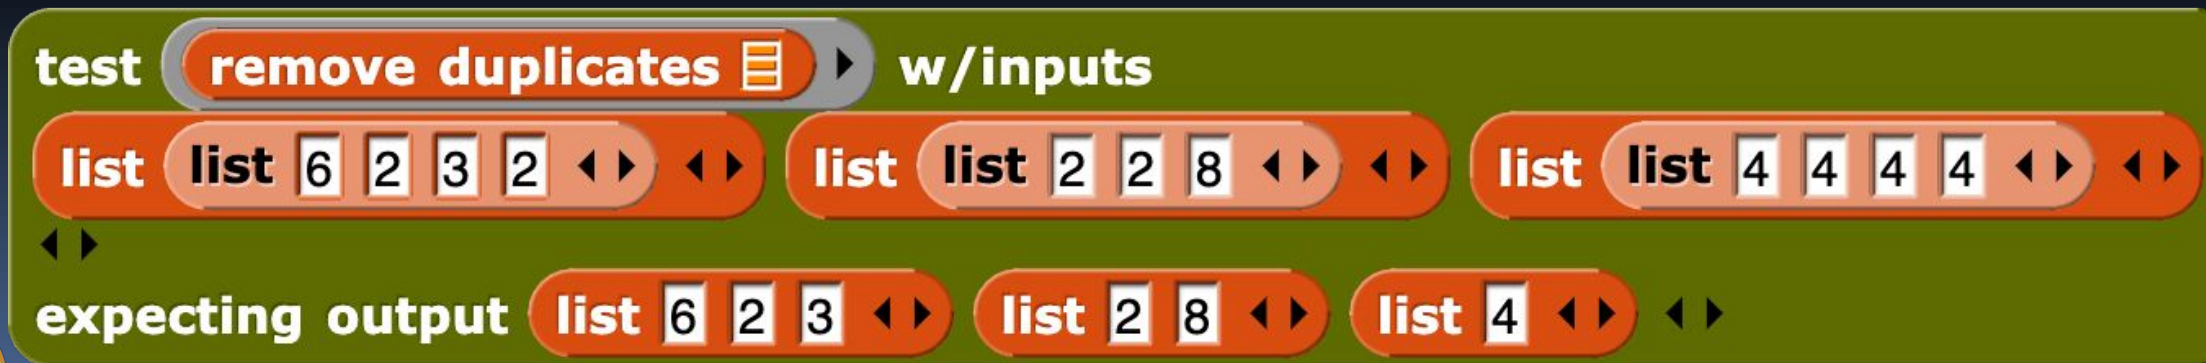 test remove duplicates w/inputs
list list 6 2 3 2 list list 2 2 8 list list 4 4 4 4
expecting output list 6 2 3 list 2 8 list 4